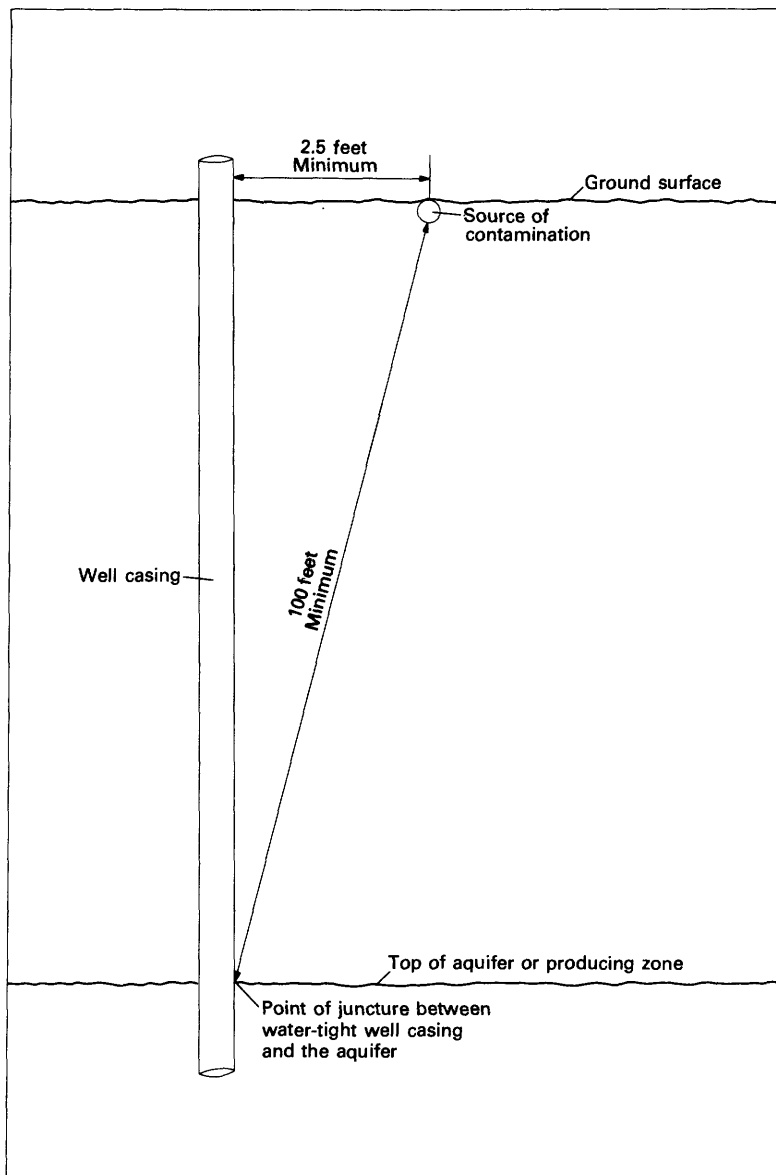 2.5 feet
Minimum
Ground surface
Source of
contamination
Well casing
100 feet
Minimum
Top of aquifer or producing zone
Point of juncture between
water-tight well casing
and the aquifer